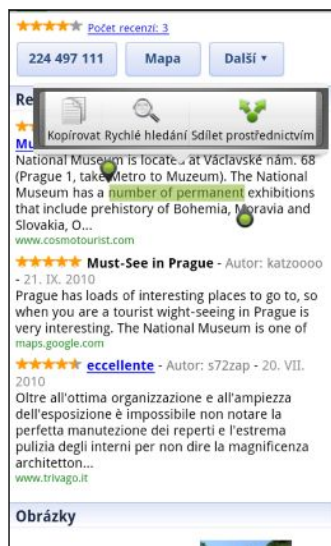 Počet recenzí: 3
224 497 111 Mapa Další
Re
Kopírovat Rychlé hledání Sdílet prostřednictvím
Mu
National Museum is located at Václavské nám. 68
(Prague 1, take Metro to Muzeum). The National
Museum has a number of permanent exhibitions
that include prehistory of Bohemia, Moravia and
Slovakia, O...
www.cosmotourist.com
Must-See in Prague - Autor: katzoooo
- 21. IX. 2010
Prague has loads of interesting places to go to, so
when you are a tourist wight-seeing in Prague is
very interesting. The National Museum is one of
maps.google.com
eccellente - Autor: s72zap - 20. VII.
2010
Oltre all'ottima organizzazione e all'ampiezza
dell'esposizione è impossibile non notare la
perfetta manutezione dei reperti e l'estrema
pulizia degli interni per non dire la magnificenza
architetton...
www.trivago.it
Obrázky